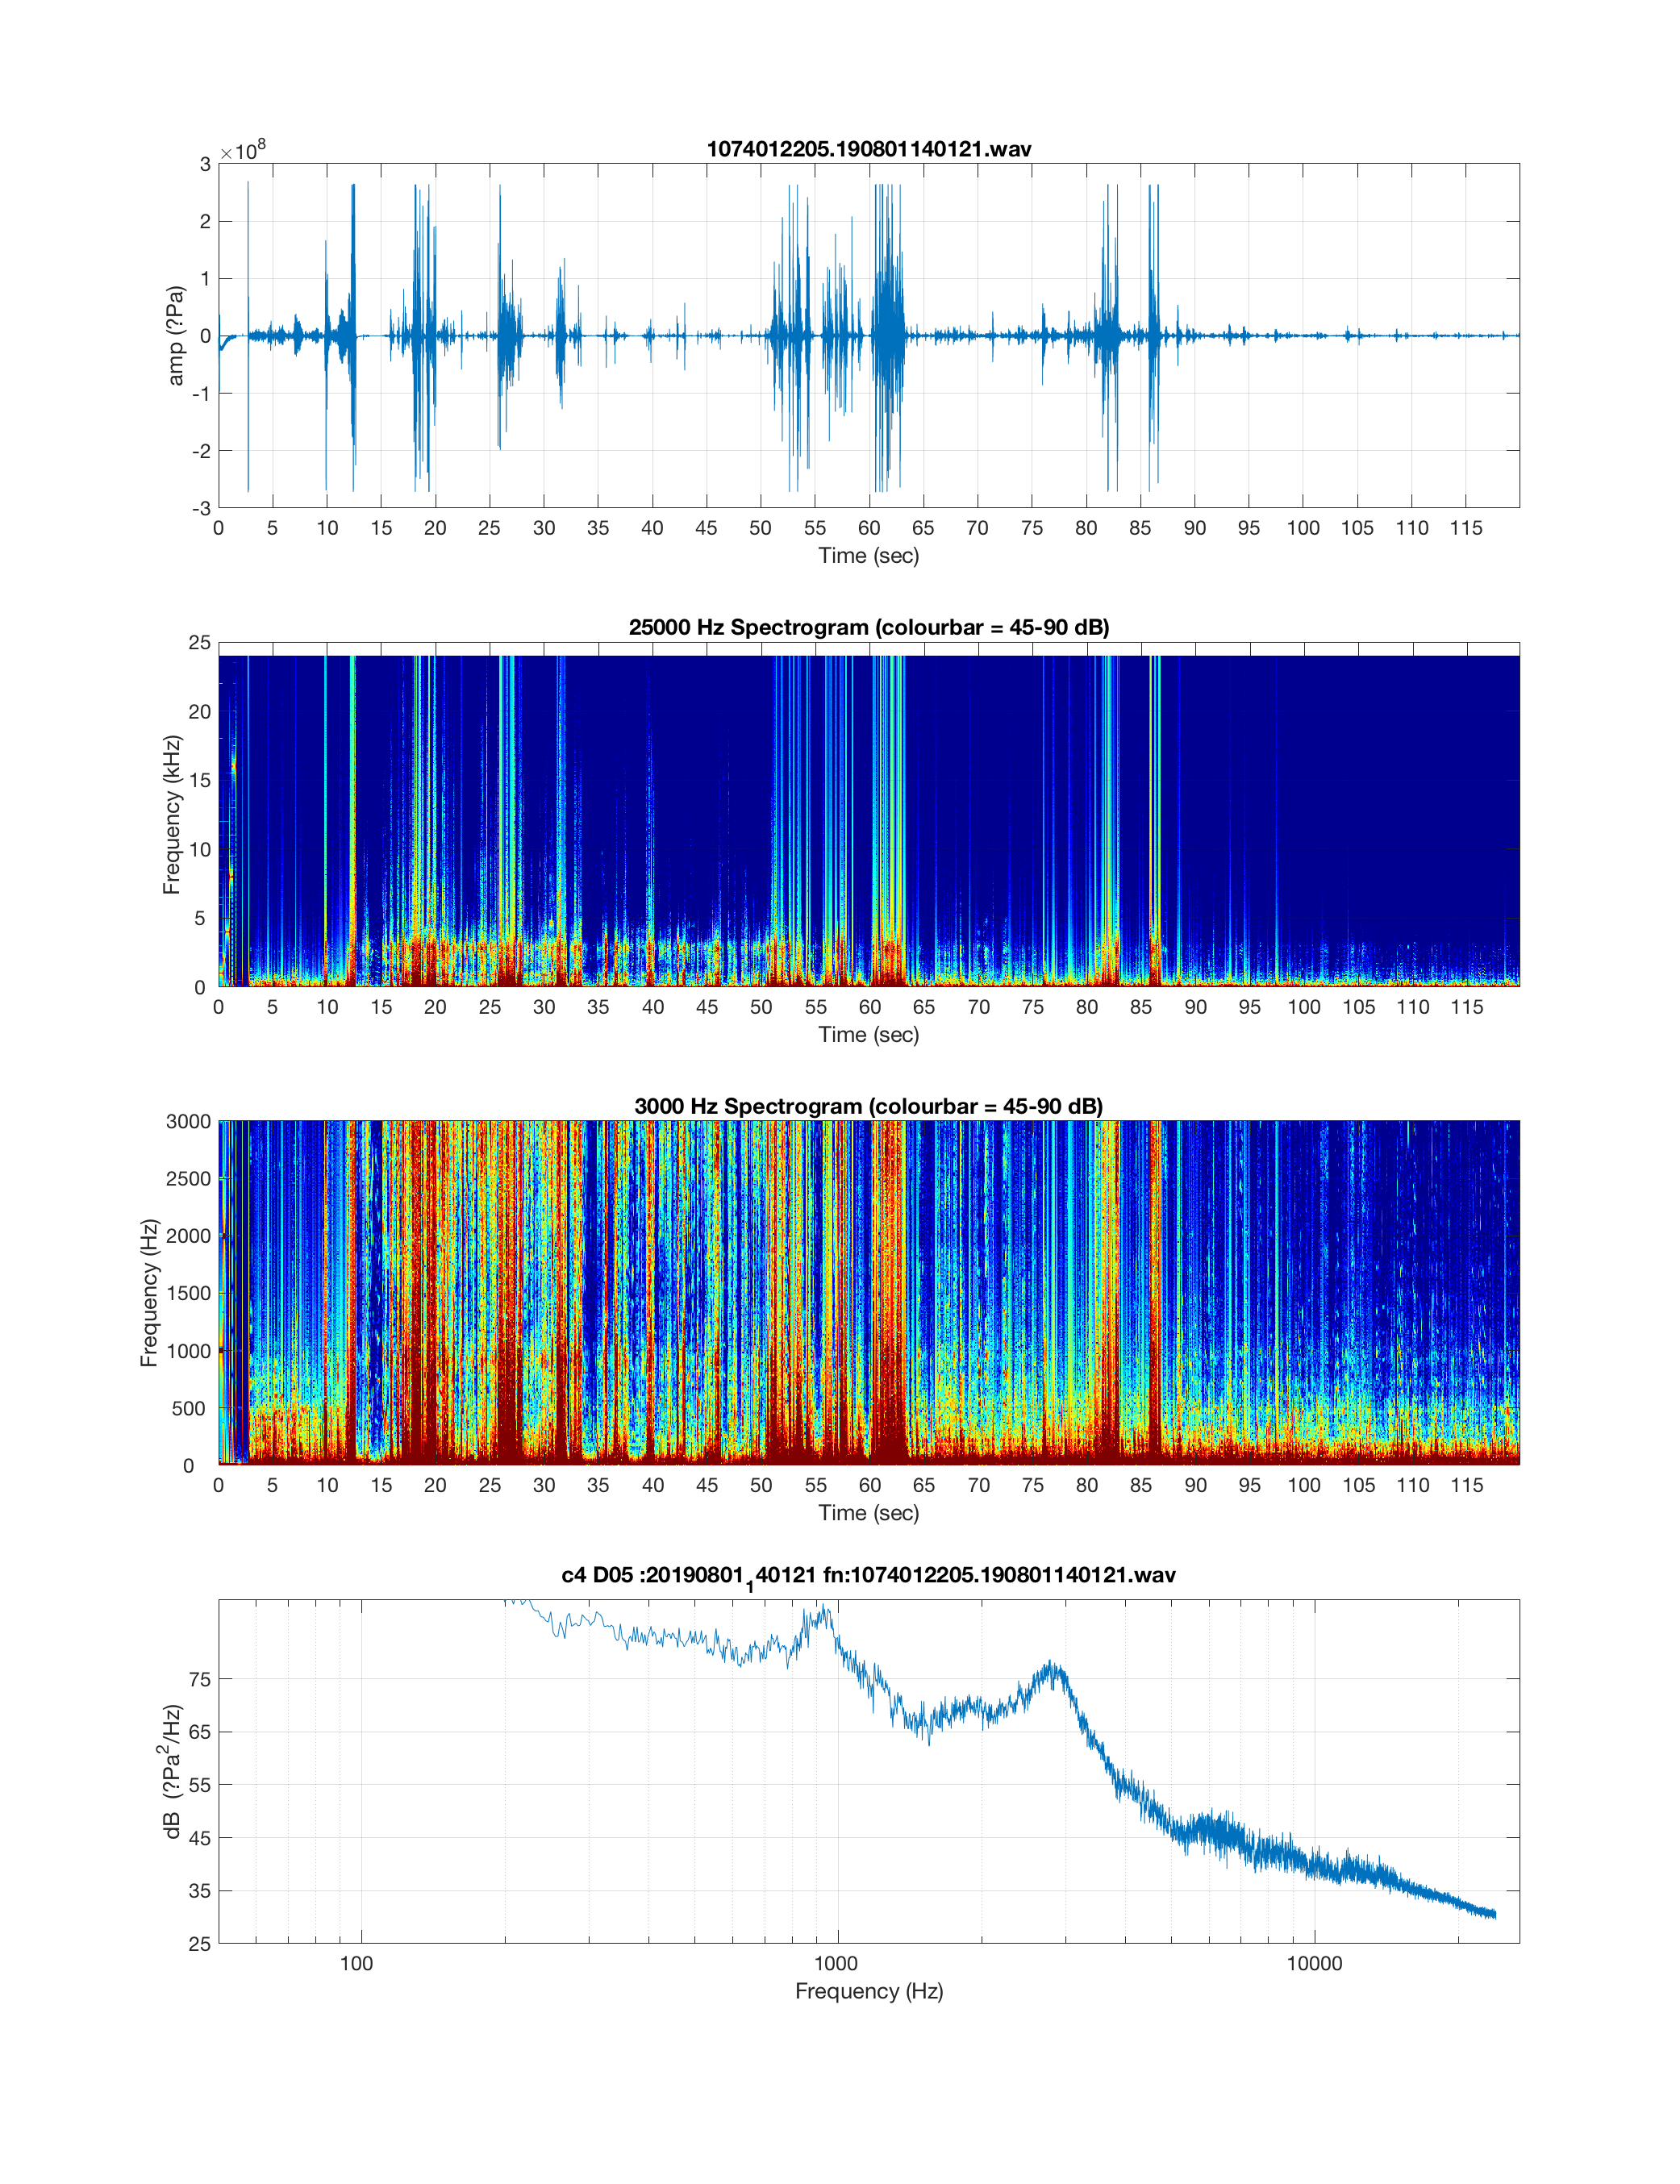 1074012205.190801140121.wav
×10^8
3
2
1
0
-1
-2
-3
amp (?Pa)
0 5 10 15 20 25 30 35 40 45 50 55 60 65 70 75 80 85 90 95 100 105 110 115
Time (sec)
25000 Hz Spectrogram (colourbar = 45-90 dB)
25
20
15
10
5
0
Frequency (kHz)
0 5 10 15 20 25 30 35 40 45 50 55 60 65 70 75 80 85 90 95 100 105 110 115
Time (sec)
3000 Hz Spectrogram (colourbar = 45-90 dB)
3000
2500
2000
1500
1000
500
0
Frequency (Hz)
0 5 10 15 20 25 30 35 40 45 50 55 60 65 70 75 80 85 90 95 100 105 110 115
Time (sec)
c4 D05 :20190801_140121 fn:1074012205.190801140121.wav
75
65
55
45
35
25
dB (?Pa^2/Hz)
100 1000 10000
Frequency (Hz)